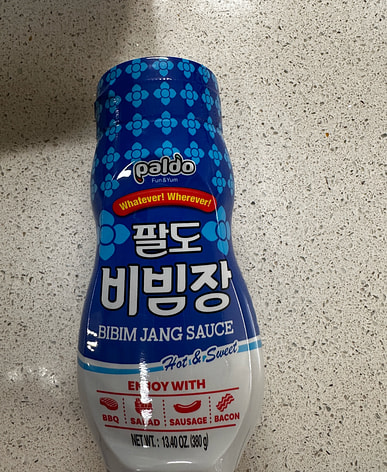 paldo
Fun & Yum
Whatever! Wherever!
팔도
비빔장
BIBIM JANG SAUCE
Hot & Sweet
ENJOY WITH
BBQ SALAD SAUSAGE BACON
NET WT. : 13.40 OZ. (380 g)